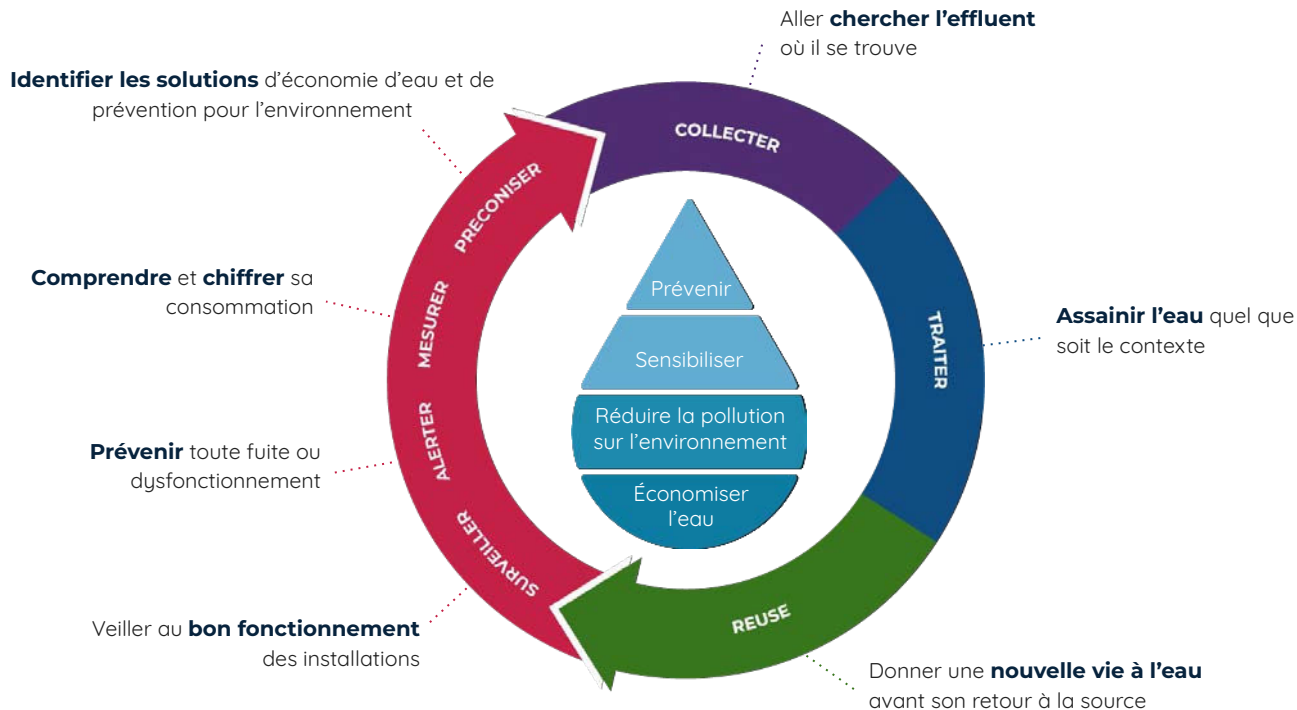 Aller chercher l’effluent
où il se trouve
Identifier les solutions d’économie d’eau et de
prévention pour l’environnement
COLLECTER
PRECONISER
Comprendre et chiffrer sa
consommation
MESURER
Prévenir
Sensibiliser
Réduire la pollution
sur l’environnement
Économiser
l’eau
TRAITER
Assainir l’eau quel que
soit le contexte
ALERTER
Prévenir toute fuite ou
dysfonctionnement
SURVEILLER
Veiller au bon fonctionnement
des installations
REUSE
Donner une nouvelle vie à l’eau
avant son retour à la source